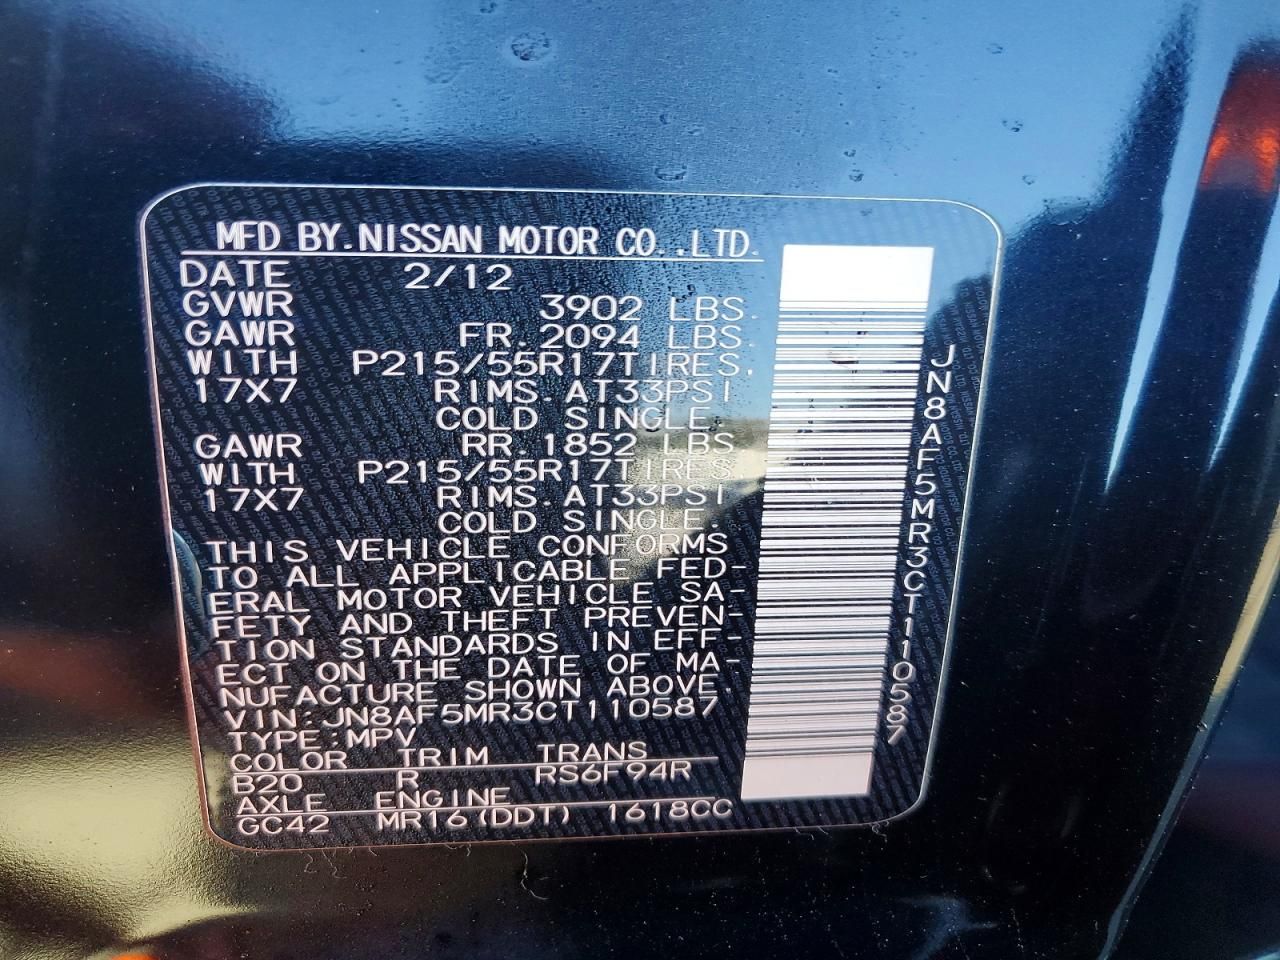 MFD BY.NISSAN MOTOR CO.,LTD.
DATE 2/12
GVWR 3902 LBS.
GAWR FR.2094 LBS.
WITH P215/55R17TIRES,
17X7 RIMS.AT33PSI
COLD SINGLE.
GAWR RR.1852 LBS
WITH P215/55R17TIRES
17X7 RIMS.AT33PSI
COLD SINGLE.
THIS VEHICLE CONFORMS
TO ALL APPLICABLE FED-
ERAL MOTOR VEHICLE SA-
FETY AND THEFT PREVEN-
TION STANDARDS IN EFF-
ECT ON THE DATE OF MA-
NUFACTURE SHOWN ABOVE.
VIN:JN8AF5MR3CT110587
TYPE:MPV
COLOR TRIM TRANS
B20 R RS6F94R
AXLE ENGINE
GC42 MR16(DDT) 1618CC
JN8AF5MR3CT110587